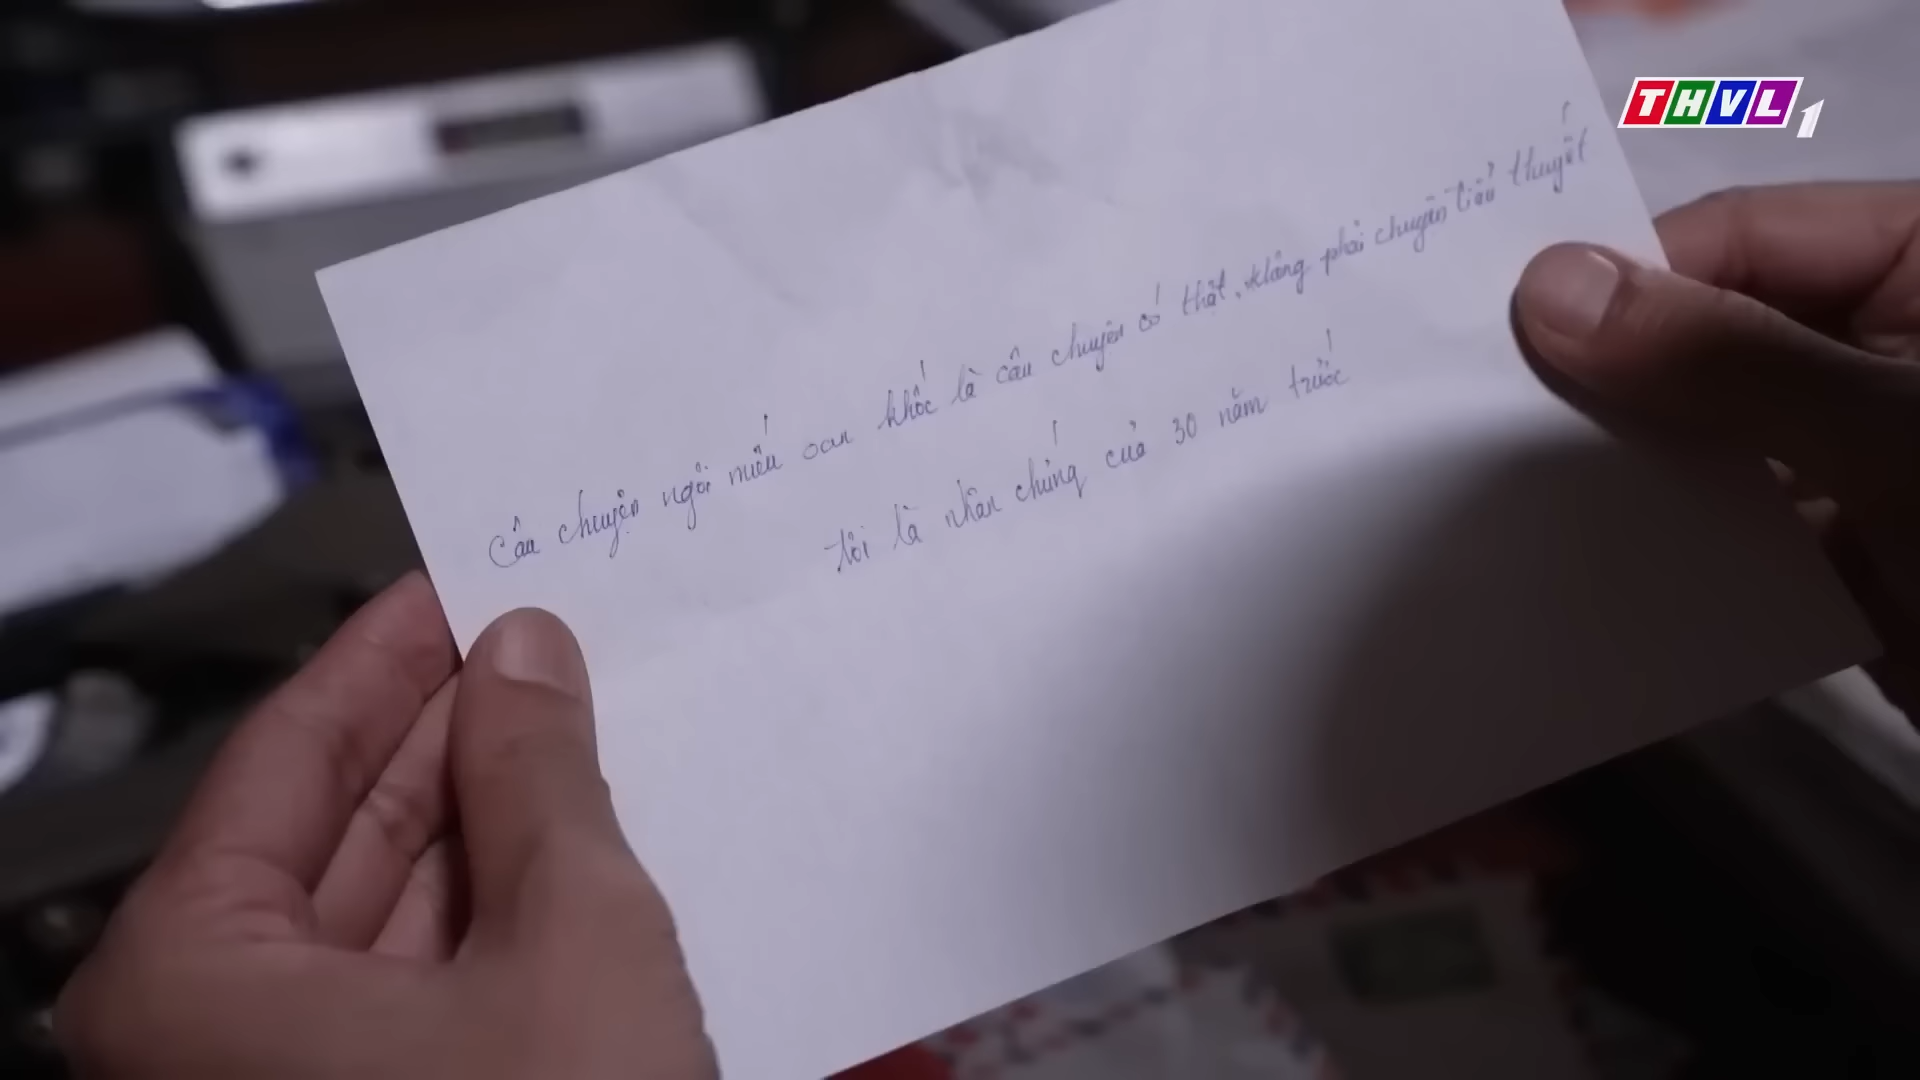 THVL1
Câu chuyện ngôi miếu oan khốc là câu chuyện có thật, không phải chuyện tiểu thuyết
tôi là nhân chứng của 30 năm trước